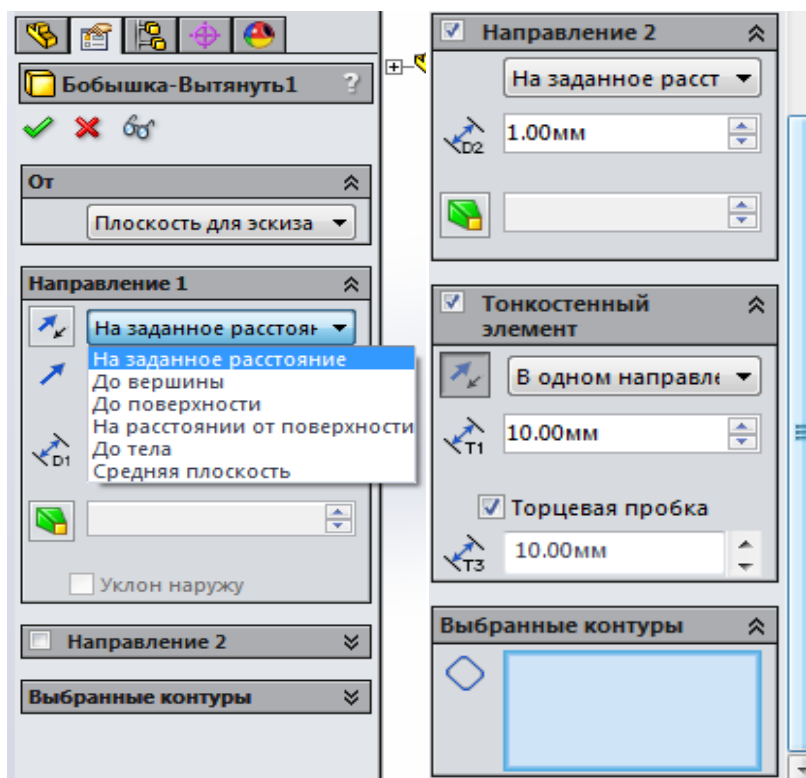 Бобышка-Вытянуть1 ?
От
Плоскость для эскиза
Направление 1
На заданное расстоян
На заданное расстояние
До вершины
До поверхности
На расстоянии от поверхности
До тела
Средняя плоскость
D1
Уклон наружу
Направление 2
Выбранные контуры
Направление 2
На заданное расст
D2 1.00мм
Тонкостенный
элемент
В одном направле
T1 10.00мм
Торцевая пробка
T3 10.00мм
Выбранные контуры